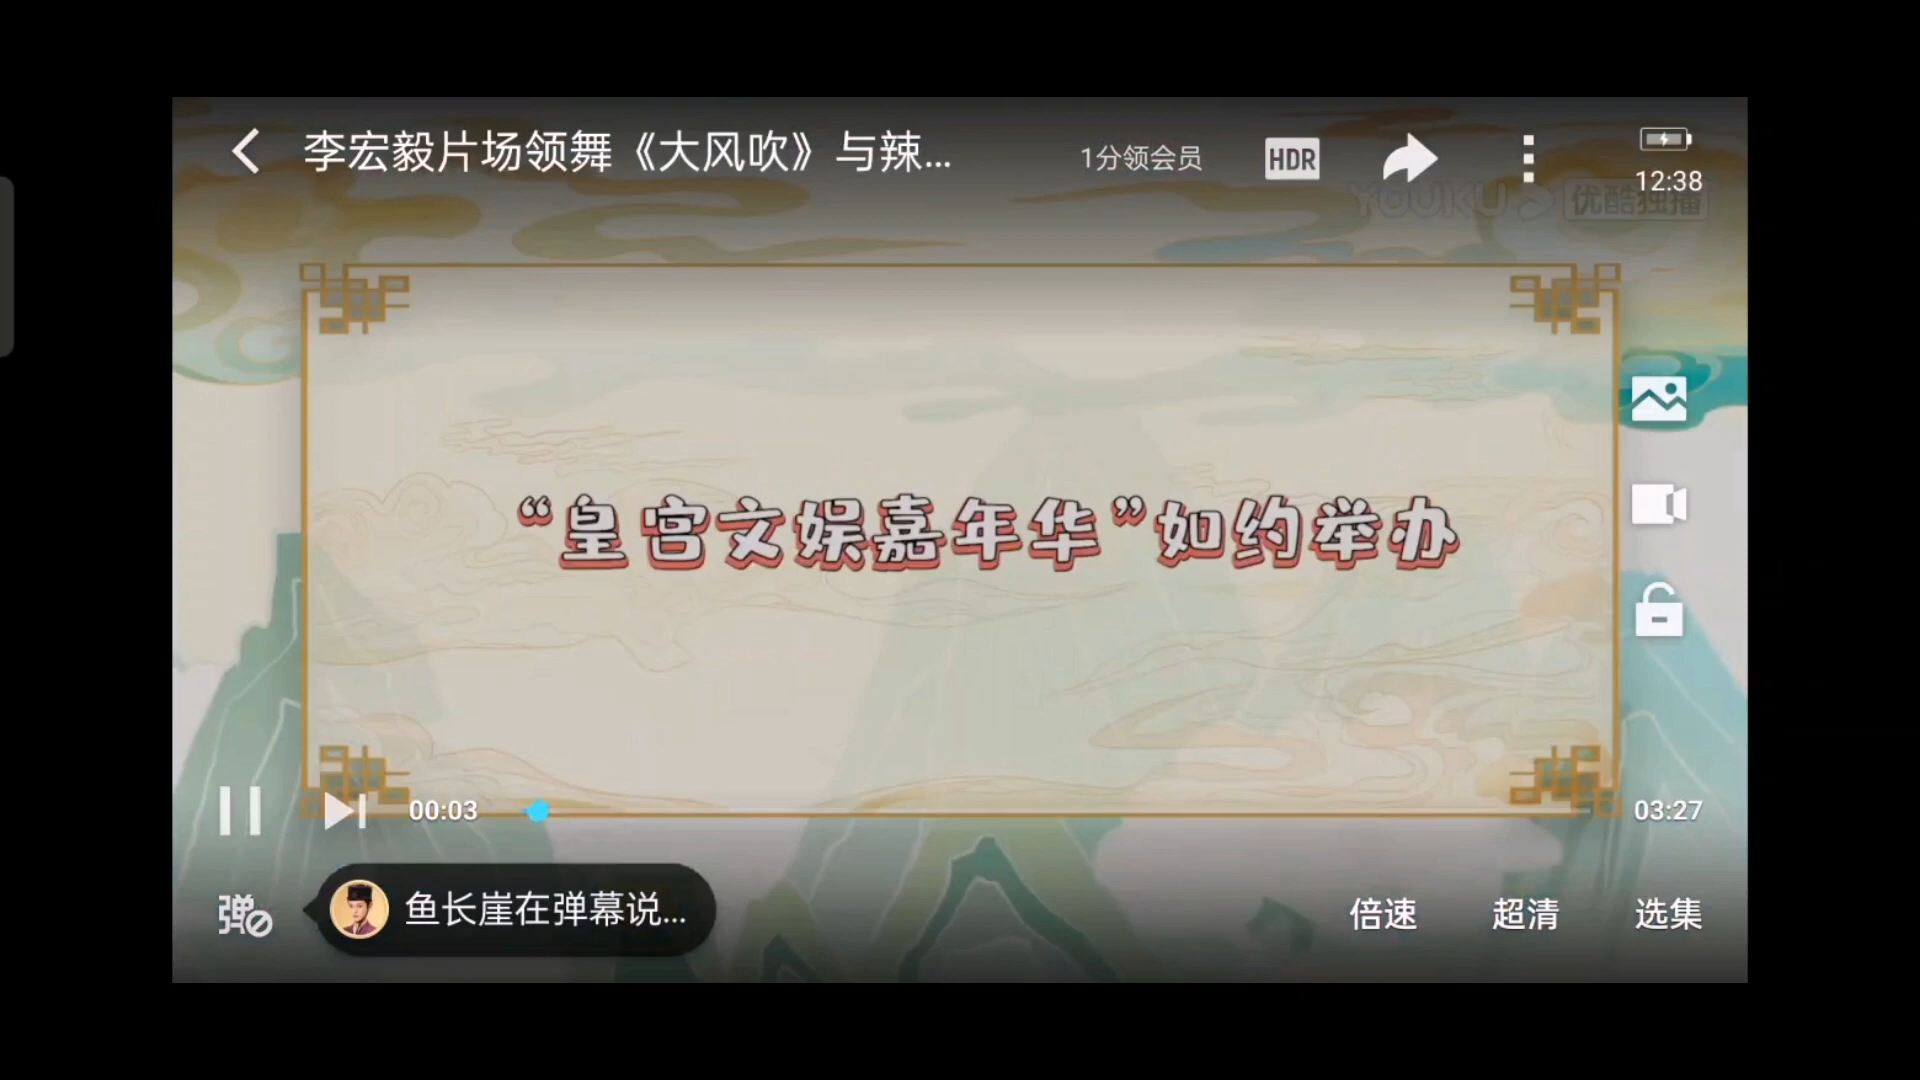 李宏毅片场领舞《大风吹》与辣...
1分领会员
HDR
12:38
YOUKU 优酷独播
“皇宫文娱嘉年华”如约举办
00:03
03:27
弹
鱼长崖在弹幕说...
倍速
超清
选集